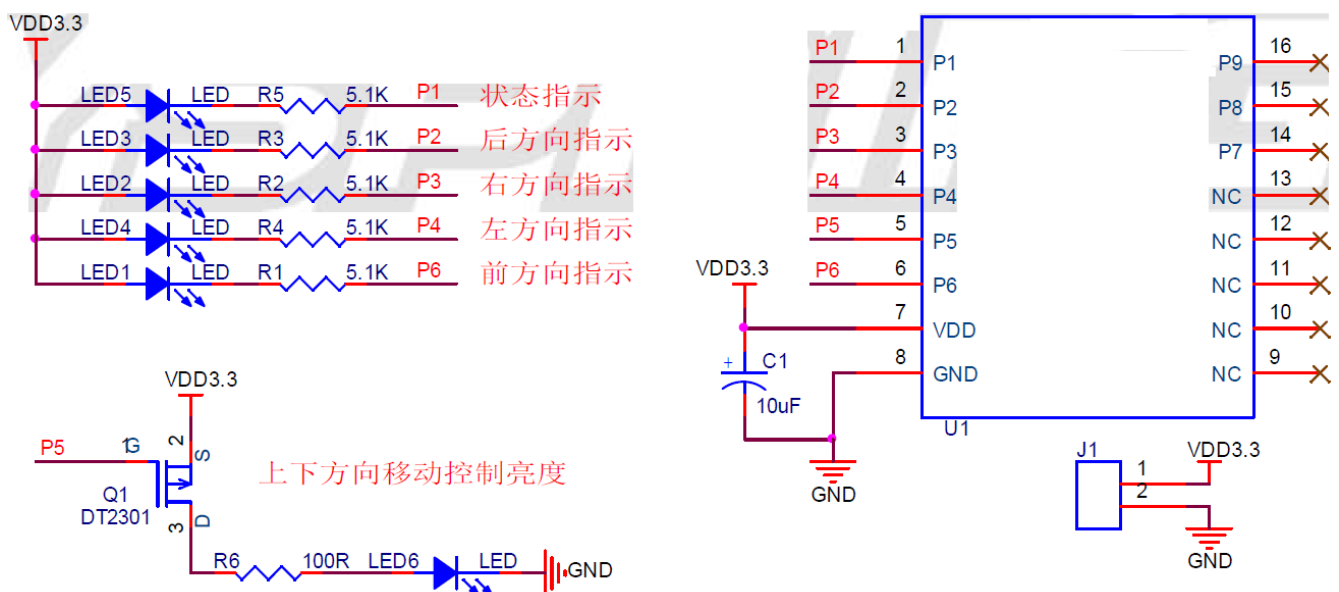 VDD3.3
LED5 LED R5 5.1K P1 状态指示
LED3 LED R3 5.1K P2 后方向指示
LED2 LED R2 5.1K P3 右方向指示
LED4 LED R4 5.1K P4 左方向指示
LED1 LED R1 5.1K P6 前方向指示
VDD3.3
P5 1 G 2 S
Q1
DT2301
3 D
上下方向移动控制亮度
R6 100R LED6 LED GND
P1 1 P1 P9 16
P2 2 P2 P8 15
P3 3 P3 P7 14
P4 4 P4 NC 13
P5 5 P5 NC 12
P6 6 P6 NC 11
VDD3.3
7 VDD NC 10
8 GND NC 9
+ C1
10uF
U1
GND
J1 VDD3.3
1
2
GND